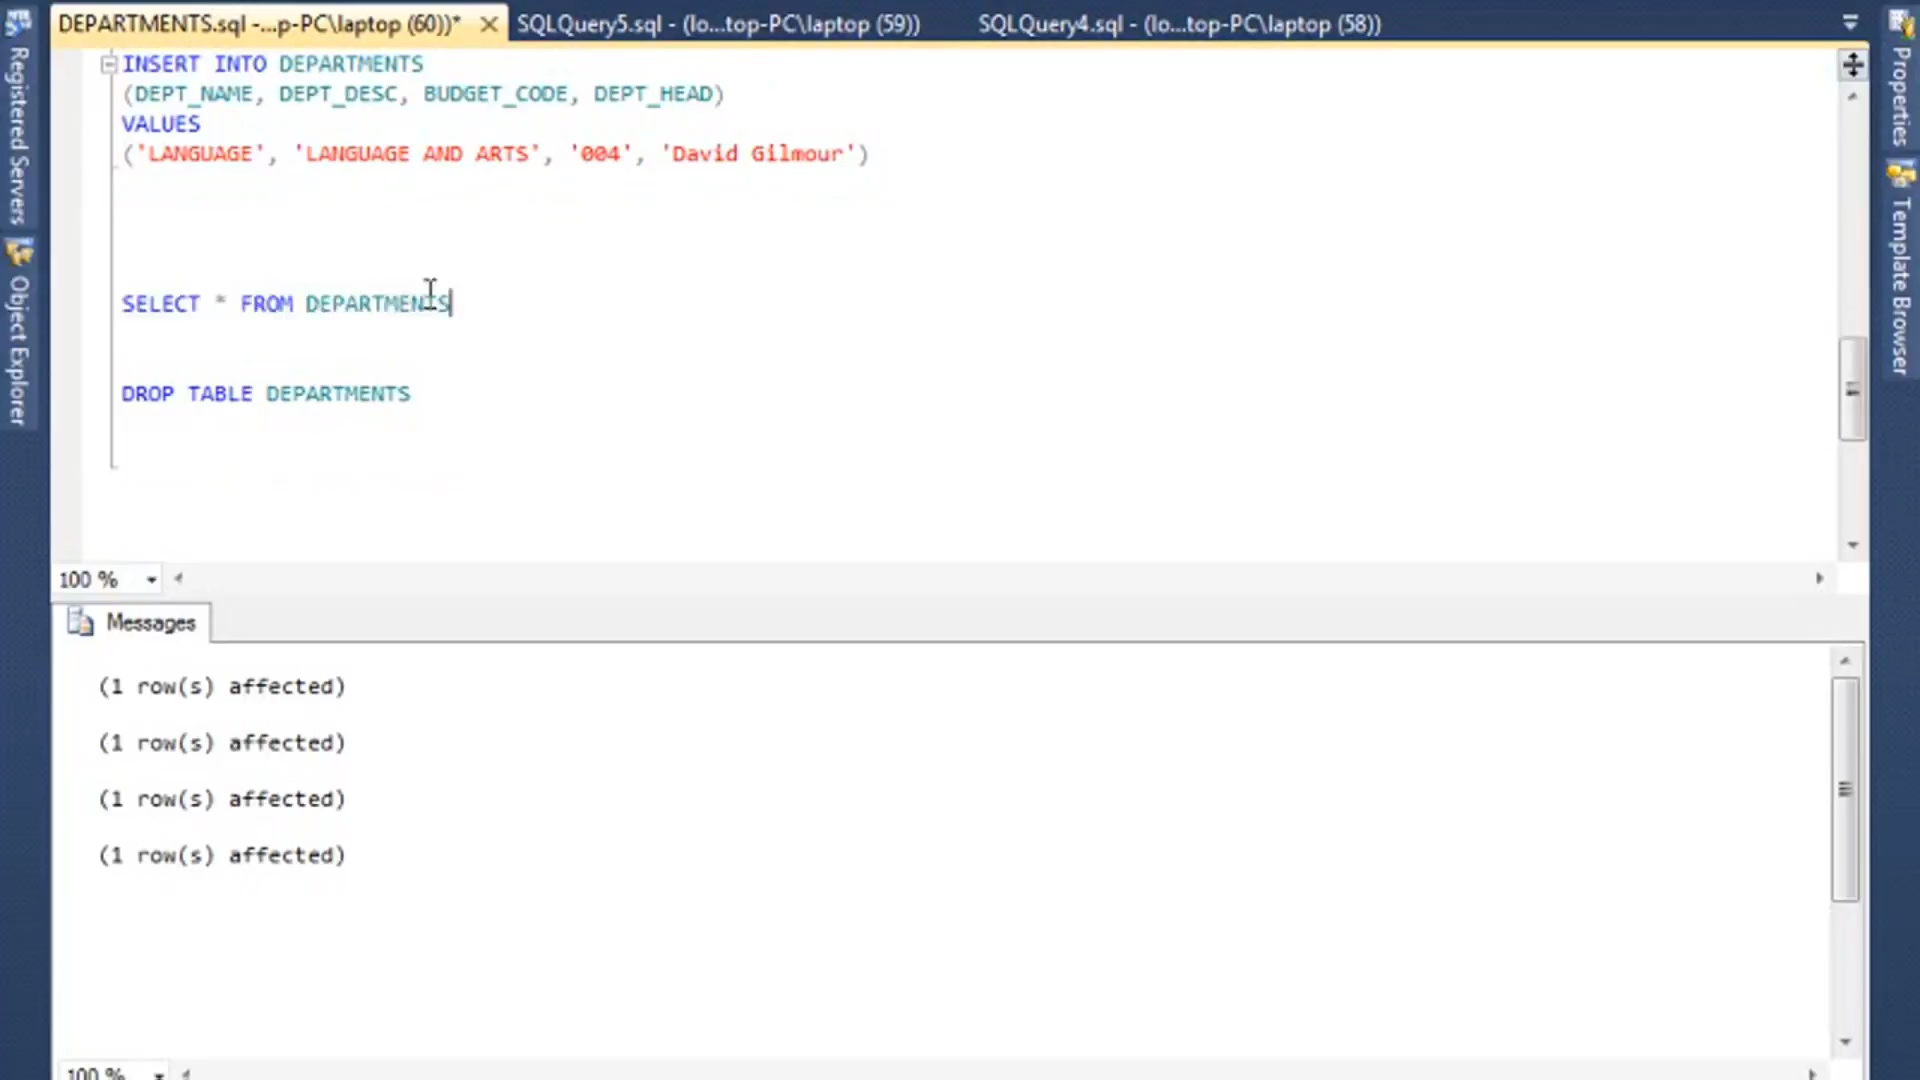 DEPARTMENTS.sql -...p-PC\laptop (60))*
SQLQuery5.sql - (lo...top-PC\laptop (59))
SQLQuery4.sql - (lo...top-PC\laptop (58))
Registered Servers
Object Explorer
Properties
Template Browser
INSERT INTO DEPARTMENTS
(DEPT_NAME, DEPT_DESC, BUDGET_CODE, DEPT_HEAD)
VALUES
('LANGUAGE', 'LANGUAGE AND ARTS', '004', 'David Gilmour')
SELECT * FROM DEPARTMENTS
DROP TABLE DEPARTMENTS
100 %
Messages
(1 row(s) affected)
(1 row(s) affected)
(1 row(s) affected)
(1 row(s) affected)
100 %